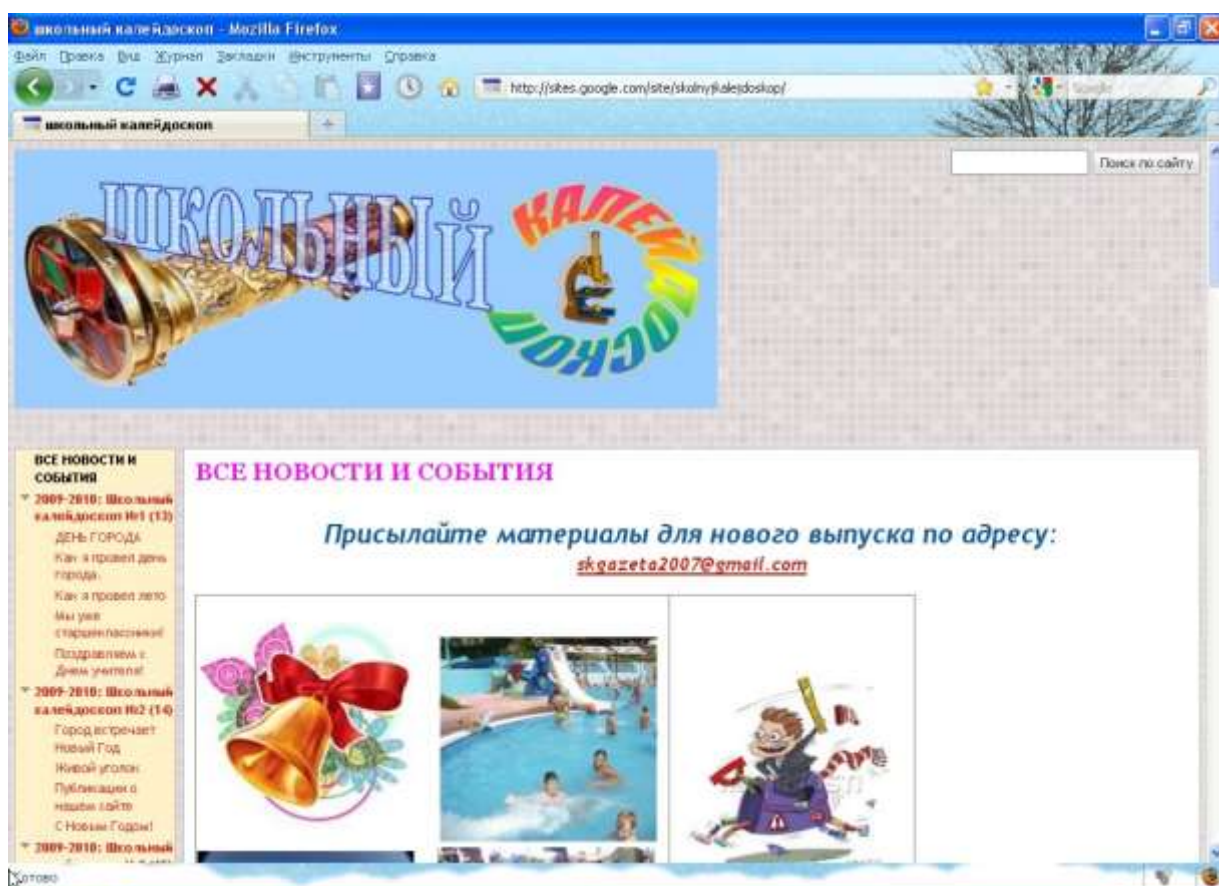 школьный калейдоскоп - Mozilla Firefox
Файл Правка Вид Журнал Закладки Инструменты Справка
http://sites.google.com/site/skolnyjkalejdoskop/
Google
школьный калейдоскоп
Поиск по сайту
ШКОЛЬНЫЙ
КАЛЕЙДОСКОП
ВСЕ НОВОСТИ И
СОБЫТИЯ
2009-2010: Школьный
калейдоскоп №1 (13)
ДЕНЬ ГОРОДА
Как я провел день
города.
Как я провел лето
Мы уже
старшеклассники!
Поздравляем с
Днем учителя!
2009-2010: Школьный
калейдоскоп №2 (14)
Город встречает
Новый Год
Живой уголок
Публикации о
нашем сайте
С Новым Годом!
2009-2010: Школьный
ВСЕ НОВОСТИ И СОБЫТИЯ
Присылайте материалы для нового выпуска по адресу:
skgazeta2007@gmail.com
Готово